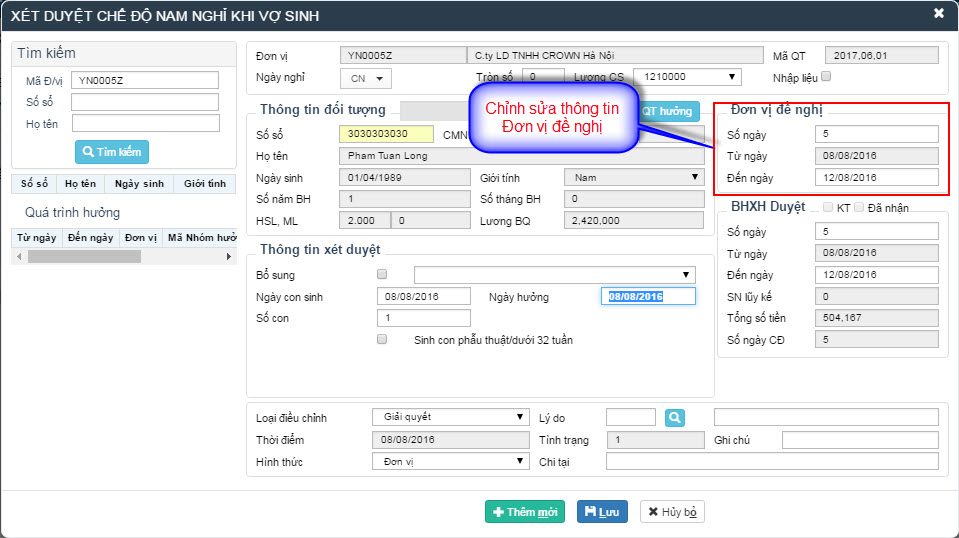 XÉT DUYỆT CHẾ ĐỘ NAM NGHỈ KHI VỢ SINH
Tìm kiếm
Mã Đ/vị YN0005Z
Số sổ
Họ tên
Tìm kiếm
Số sổ Họ tên Ngày sinh Giới tính
Quá trình hưởng
Từ ngày Đến ngày Đơn vị Mã Nhóm hưở
Đơn vị YN0005Z C.ty LD TNHH CROWN Hà Nội Mã QT 2017.06.01
Ngày nghỉ CN Tròn số 0 Lương CS 1210000 Nhập liệu
Thông tin đối tượng QT hưởng
Chỉnh sửa thông tin
Đơn vị đề nghị
Số sổ 3030303030 CMN
Họ tên Pham Tuan Long
Ngày sinh 01/04/1989 Giới tính Nam
Số năm BH 1 Số tháng BH 0
HSL, ML 2.000 0 Lương BQ 2,420,000
Đơn vị đề nghị
Số ngày 5
Từ ngày 08/08/2016
Đến ngày 12/08/2016
BHXH Duyệt KT Đã nhận
Số ngày 5
Từ ngày 08/08/2016
Đến ngày 12/08/2016
SN lũy kế 0
Tổng số tiền 504,167
Số ngày CĐ 5
Thông tin xét duyệt
Bổ sung
Ngày con sinh 08/08/2016 Ngày hưởng 08/08/2016
Số con 1
Sinh con phẫu thuật/dưới 32 tuần
Loại điều chỉnh Giải quyết Lý do
Thời điểm 08/08/2016 Tình trạng 1 Ghi chú
Hình thức Đơn vị Chi tại
Thêm mới Lưu Hủy bỏ